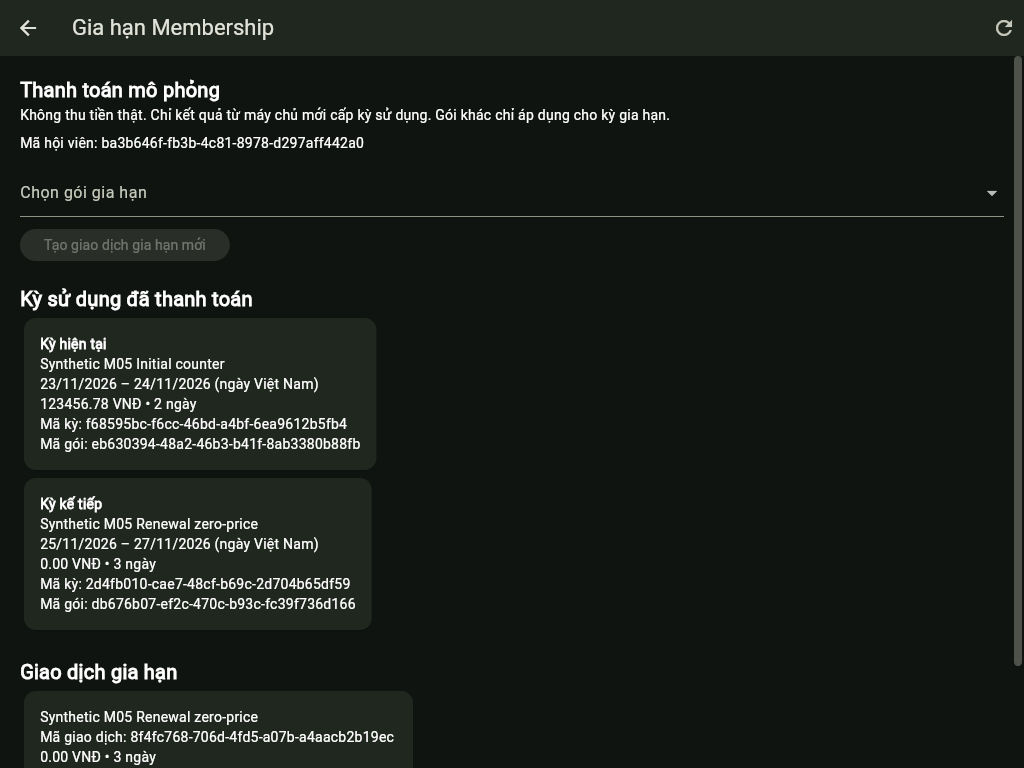 Gia hạn Membership
Thanh toán mô phỏng
Không thu tiền thật. Chỉ kết quả từ máy chủ mới cấp kỳ sử dụng. Gói khác chỉ áp dụng cho kỳ gia hạn.
Mã hội viên: ba3b646f-fb3b-4c81-8978-d297aff442a0
Chọn gói gia hạn
Tạo giao dịch gia hạn mới
Kỳ sử dụng đã thanh toán
Kỳ hiện tại
Synthetic M05 Initial counter
23/11/2026 – 24/11/2026 (ngày Việt Nam)
123456.78 VNĐ • 2 ngày
Mã kỳ: f68595bc-f6cc-46bd-a4bf-6ea9612b5fb4
Mã gói: eb630394-48a2-46b3-b41f-8ab3380b88fb
Kỳ kế tiếp
Synthetic M05 Renewal zero-price
25/11/2026 – 27/11/2026 (ngày Việt Nam)
0.00 VNĐ • 3 ngày
Mã kỳ: 2d4fb010-cae7-48cf-b69c-2d704b65df59
Mã gói: db676b07-ef2c-470c-b93c-fc39f736d166
Giao dịch gia hạn
Synthetic M05 Renewal zero-price
Mã giao dịch: 8f4fc768-706d-4fd5-a07b-a4aacb2b19ec
0.00 VNĐ • 3 ngày